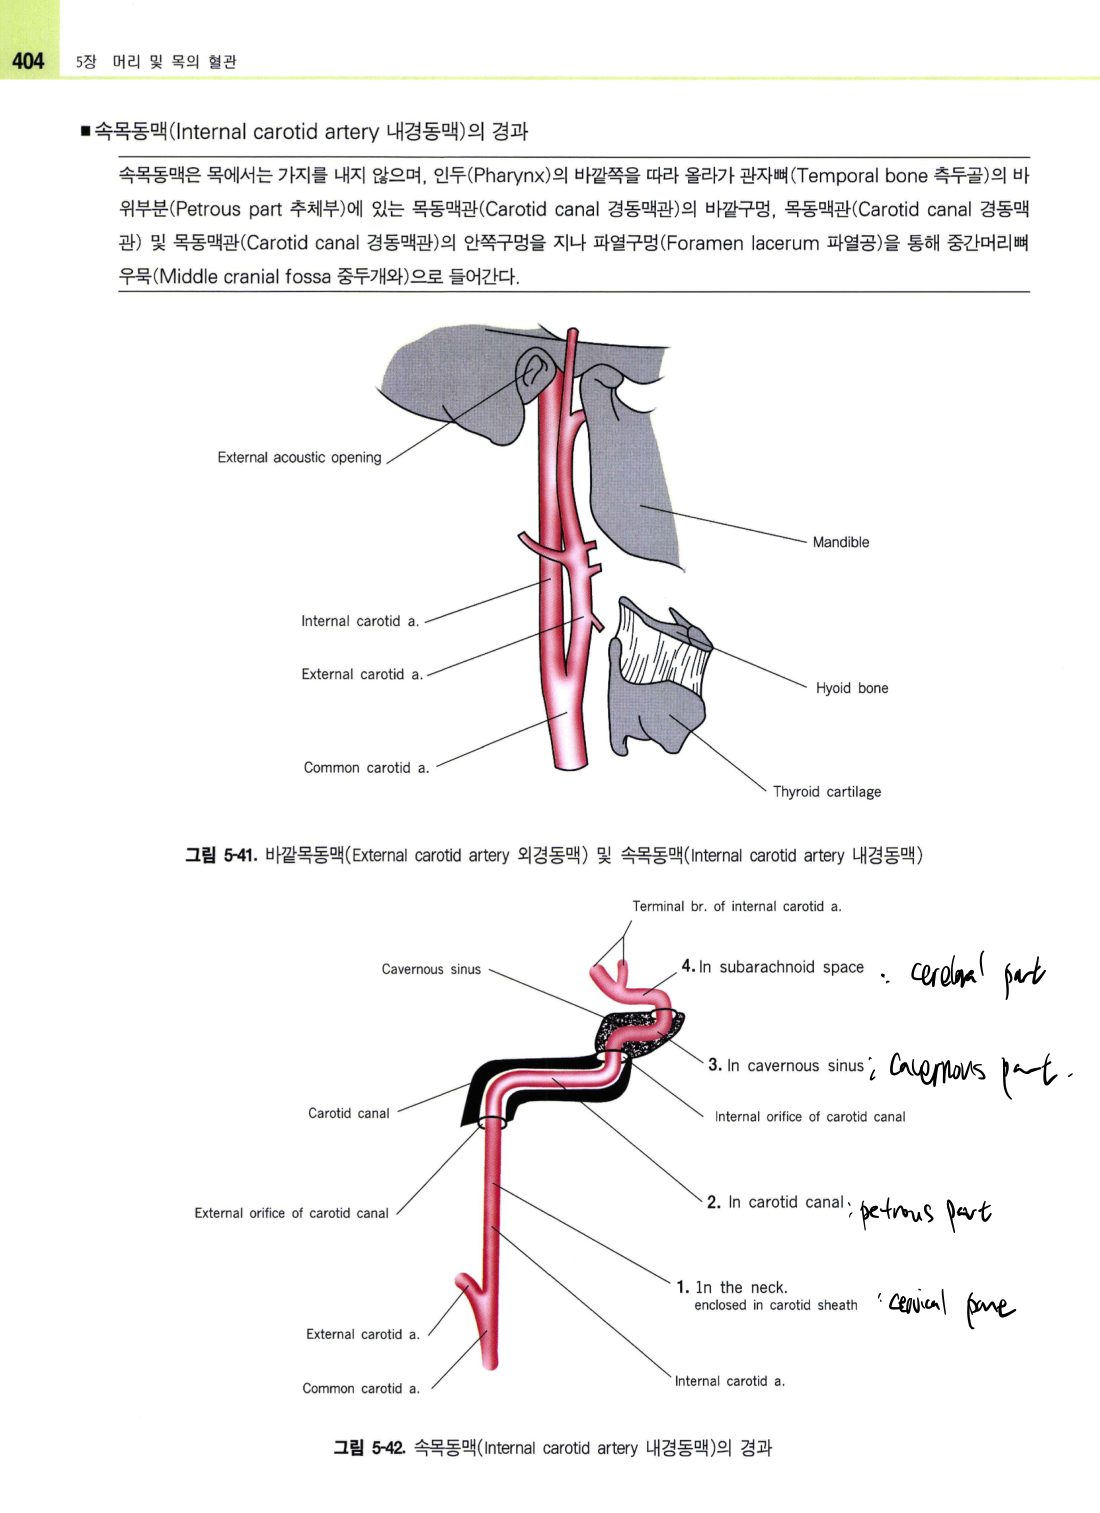 404 5장 머리 및 목의 혈관
■ 속목동맥(Internal carotid artery 내경동맥)의 경과
속목동맥은 목에서는 가지를 내지 않으며, 인두(Pharynx)의 바깥쪽을 따라 올라가 관자뼈(Temporal bone 측두골)의 바
위부분(Petrous part 추체부)에 있는 목동맥관(Carotid canal 경동맥관)의 바깥구멍, 목동맥관(Carotid canal 경동맥
관) 및 목동맥관(Carotid canal 경동맥관)의 안쪽구멍을 지나 파열구멍(Foramen lacerum 파열공)을 통해 중간머리뼈
우묵(Middle cranial fossa 중두개와)으로 들어간다.
External acoustic opening
Mandible
Internal carotid a.
External carotid a.
Hyoid bone
Common carotid a.
Thyroid cartilage
그림 5-41. 바깥목동맥(External carotid artery 외경동맥) 및 속목동맥(Internal carotid artery 내경동맥)
Terminal br. of internal carotid a.
Cavernous sinus
4. In subarachnoid space : cerebral part
3. In cavernous sinus ; cavernous part.
Carotid canal
Internal orifice of carotid canal
2. In carotid canal ; petrous part
External orifice of carotid canal
1. In the neck.
enclosed in carotid sheath : cervical
External carotid a.
Internal carotid a.
Common carotid a.
그림 5-42. 속목동맥(Internal carotid artery 내경동맥)의 경과